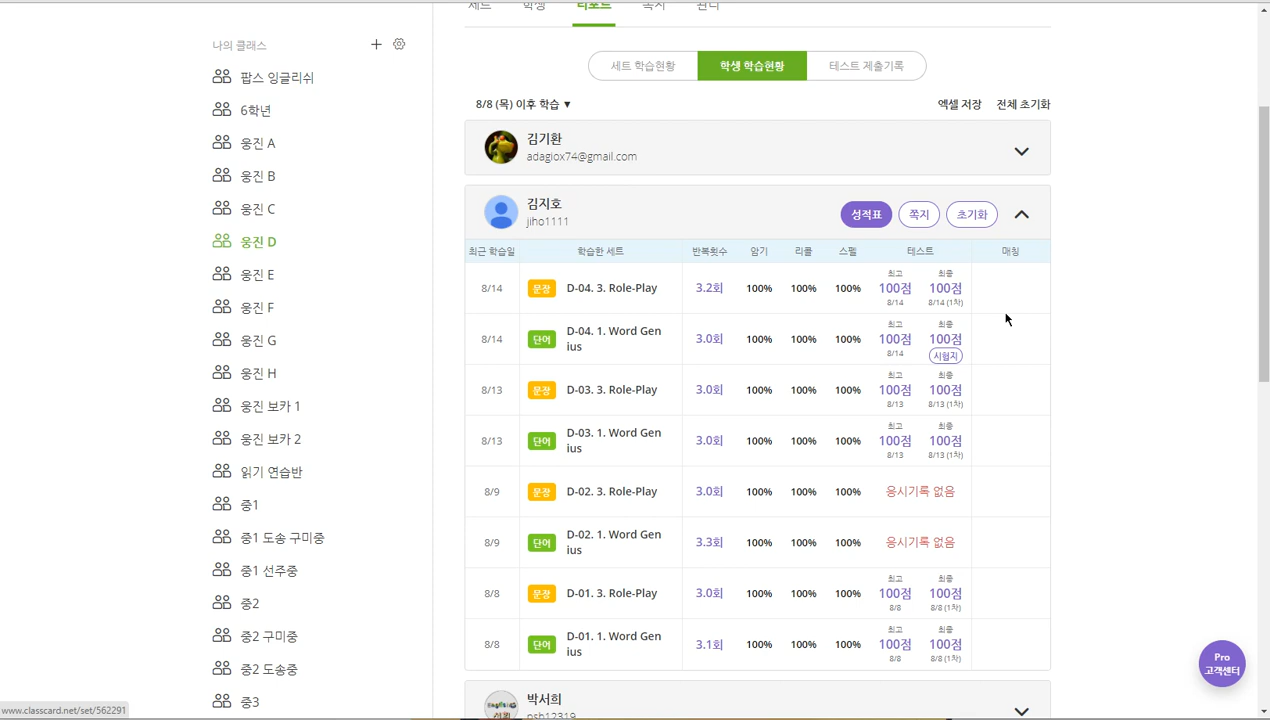 세트 학생 리포트 쪽지 관리
나의 클래스
팝스 잉글리쉬
6학년
웅진 A
웅진 B
웅진 C
웅진 D
웅진 E
웅진 F
웅진 G
웅진 H
웅진 보카 1
웅진 보카 2
읽기 연습반
중1
중1 도송 구미중
중1 선주중
중2
중2 구미중
중2 도송중
중3
세트 학습현황 학생 학습현황 테스트 제출기록
8/8 (목) 이후 학습 ▼ 엑셀 저장 전체 초기화
김기환
adagiox74@gmail.com
김지호
jiho1111
성적표 쪽지 초기화
최근 학습일 학습한 세트 반복횟수 암기 리콜 스펠 테스트 매칭
최고 최종
8/14 문장 D-04. 3. Role-Play 3.2회 100% 100% 100% 100점 100점
8/14 8/14 (1차)
최고 최종
8/14 단어 D-04. 1. Word Gen
ius 3.0회 100% 100% 100% 100점 100점
8/14 시험지
최고 최종
8/13 문장 D-03. 3. Role-Play 3.0회 100% 100% 100% 100점 100점
8/13 8/13 (1차)
최고 최종
8/13 단어 D-03. 1. Word Gen
ius 3.0회 100% 100% 100% 100점 100점
8/13 8/13 (1차)
8/9 문장 D-02. 3. Role-Play 3.0회 100% 100% 100% 응시기록 없음
8/9 단어 D-02. 1. Word Gen
ius 3.3회 100% 100% 100% 응시기록 없음
최고 최종
8/8 문장 D-01. 3. Role-Play 3.0회 100% 100% 100% 100점 100점
8/8 8/8 (1차)
최고 최종
8/8 단어 D-01. 1. Word Gen
ius 3.1회 100% 100% 100% 100점 100점
8/8 8/8 (1차)
박서희
psh12319
Pro
고객센터
www.classcard.net/set/562291